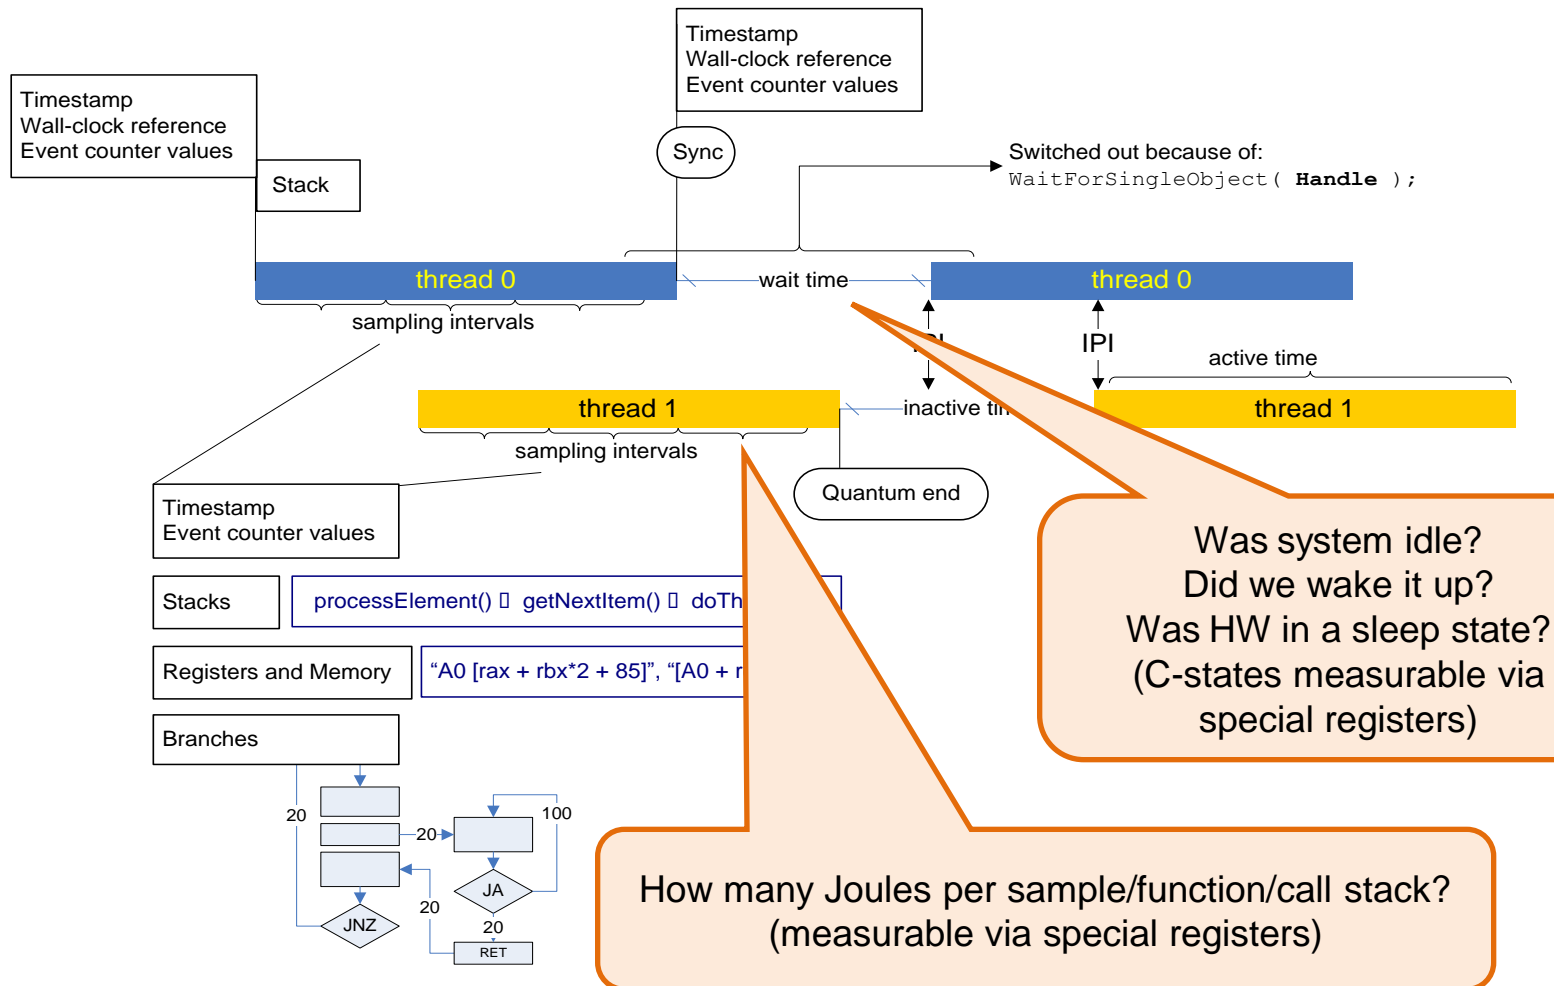 Timestamp
Wall-clock reference
Event counter values
Timestamp
Wall-clock reference
Event counter values
Stack
Sync
Switched out because of:
WaitForSingleObject( Handle );
thread 0
wait time
thread 0
sampling intervals
IPI
active time
thread 1
inactive
thread 1
sampling intervals
Quantum end
Timestamp
Event counter values
Stacks
processElement() ▯ getNextItem() ▯
Registers and Memory
“A0 [rax + rbx*2 + 85]”, “[A0 +
Branches
20
20
100
JA
20
20
JNZ
RET
Was system idle?
Did we wake it up?
Was HW in a sleep state?
(C-states measurable via
special registers)
How many Joules per sample/function/call stack?
(measurable via special registers)